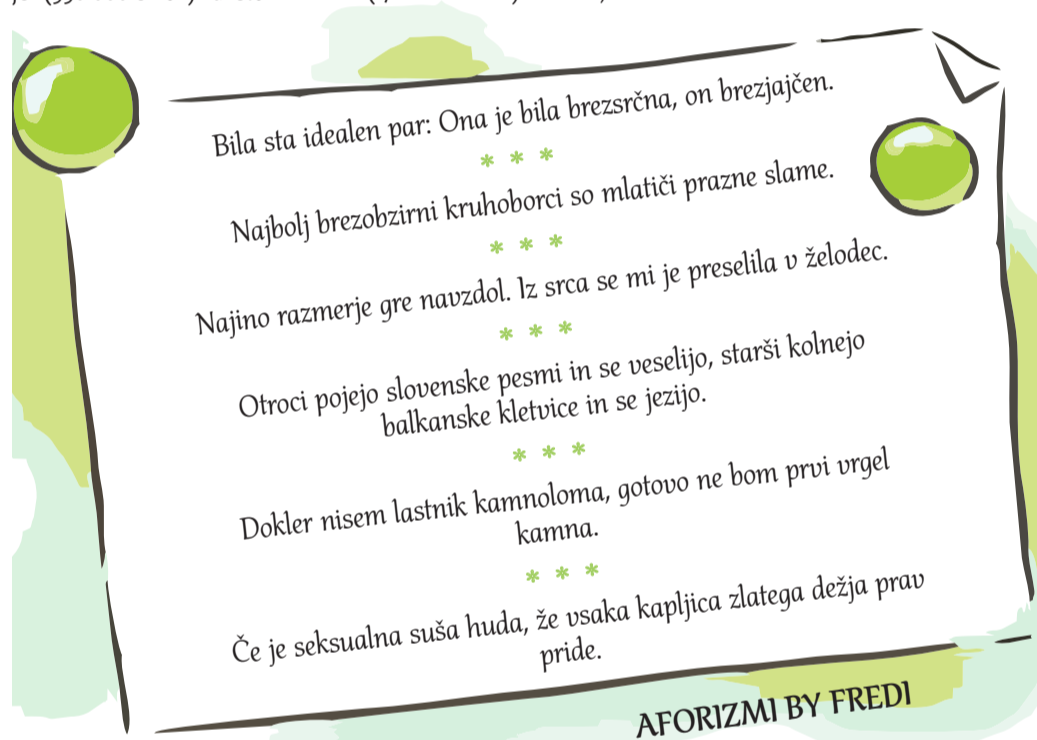 Bila sta idealen par: Ona je bila brezsrčna, on brezjajčen.
* * *
Najbolj brezobzirni kruhoborci so mlatiči prazne slame.
* * *
Najino razmerje gre navzdol. Iz srca se mi je preselila v želodec.
* * *
Otroci pojejo slovenske pesmi in se veselijo, starši kolnejo
balkanske kletvice in se jezijo.
* * *
Dokler nisem lastnik kamnoloma, gotovo ne bom prvi vrgel
kamna.
* * *
Če je seksualna suša huda, že vsaka kapljica zlatega dežja prav
pride.
AFORIZMI BY FREDI